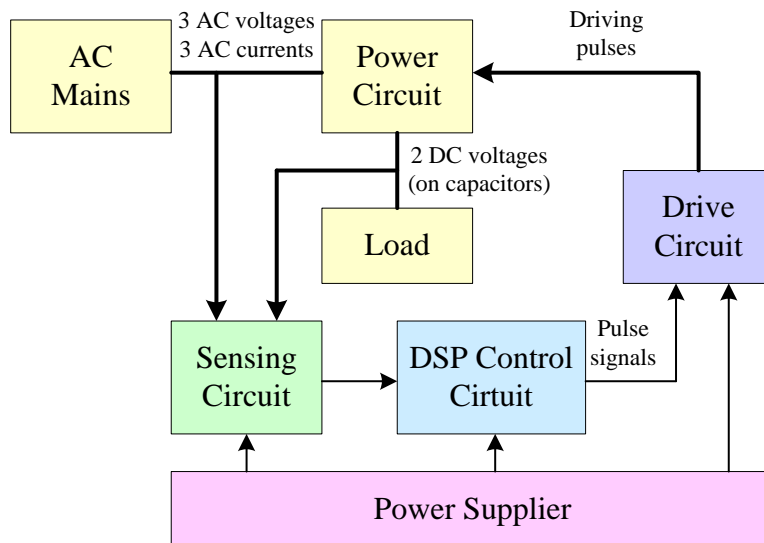 3 AC voltages
3 AC currents
AC
Mains
Power
Circuit
Driving
pulses
2 DC voltages
(on capacitors)
Load
Drive
Circuit
Sensing
Circuit
DSP Control
Cirtuit
Pulse
signals
Power Supplier